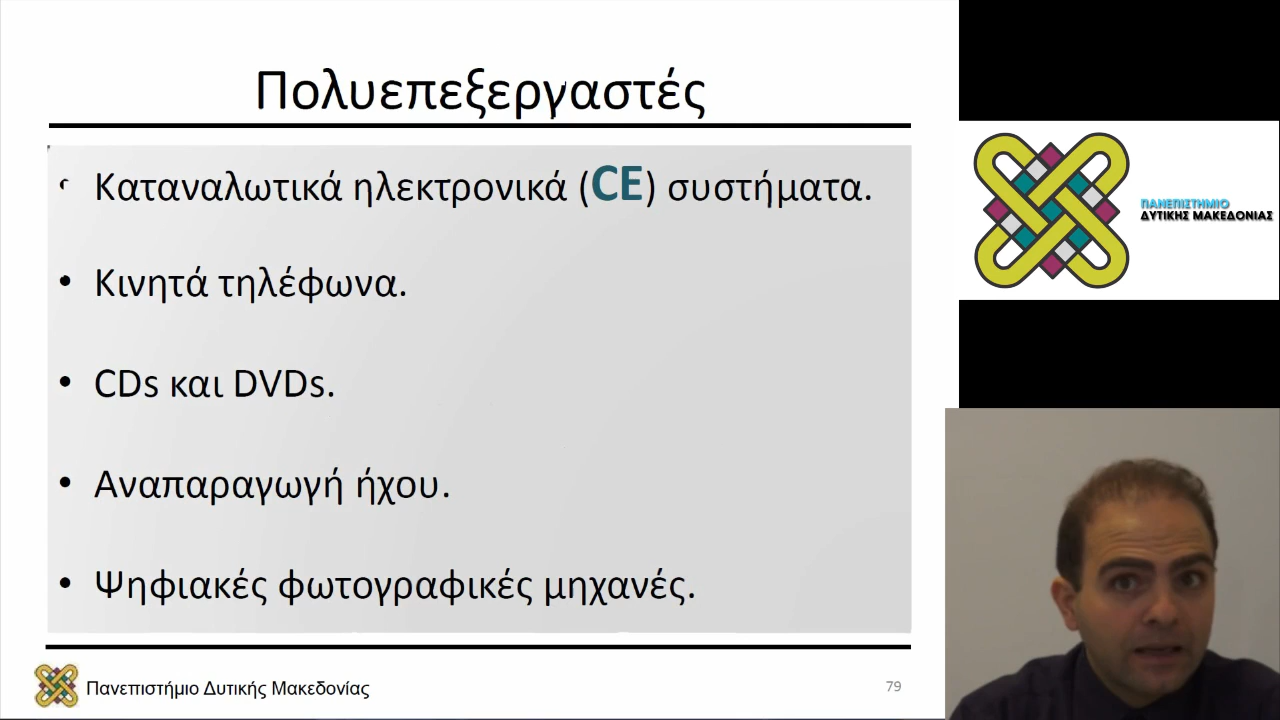 Πολυεπεξεργαστές
• Καταναλωτικά ηλεκτρονικά (CE) συστήματα.
• Κινητά τηλέφωνα.
• CDs και DVDs.
• Αναπαραγωγή ήχου.
• Ψηφιακές φωτογραφικές μηχανές.
Πανεπιστήμιο Δυτικής Μακεδονίας
79
ΠΑΝΕΠΙΣΤΗΜΙΟ
ΔΥΤΙΚΗΣ ΜΑΚΕΔΟΝΙΑΣ